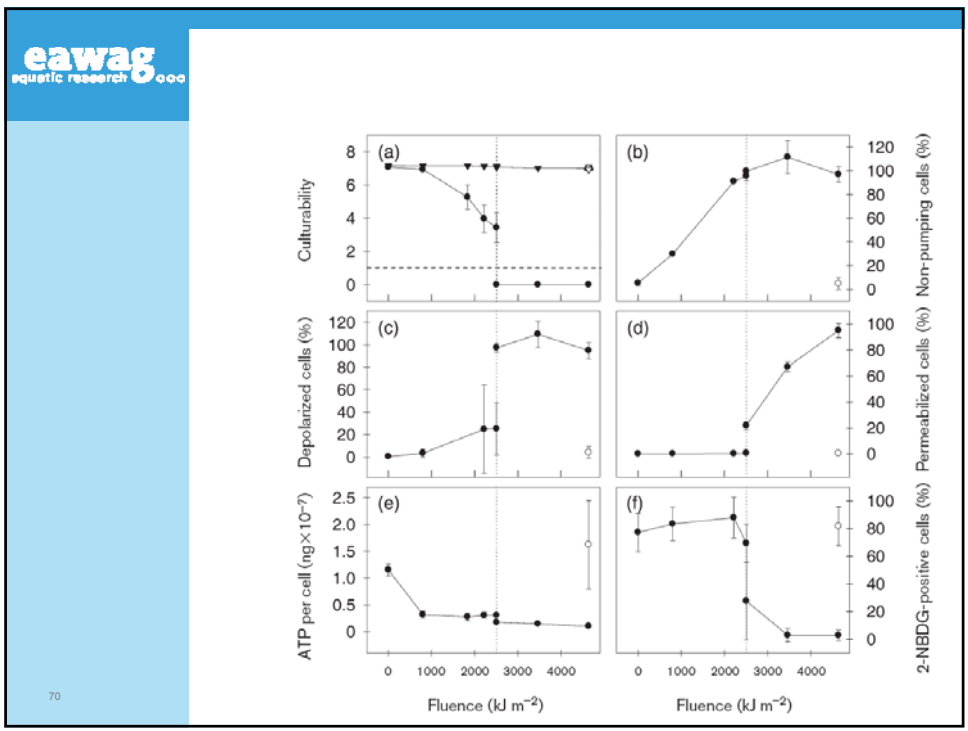 eawag
aquatic research
(a)
8
6
4
2
0
Culturability
(b)
120
100
80
60
40
20
0
Non-pumping cells (%)
(c)
120
100
80
60
40
20
0
Depolarized cells (%)
(d)
100
80
60
40
20
0
Permeabilized cells (%)
(e)
2.5
2.0
1.5
1.0
0.5
0
ATP per cell (ng×10⁻⁷)
(f)
100
80
60
40
20
0
2-NBDG-positive cells (%)
0 1000 2000 3000 4000
0 1000 2000 3000 4000
Fluence (kJ m⁻²)
Fluence (kJ m⁻²)
70